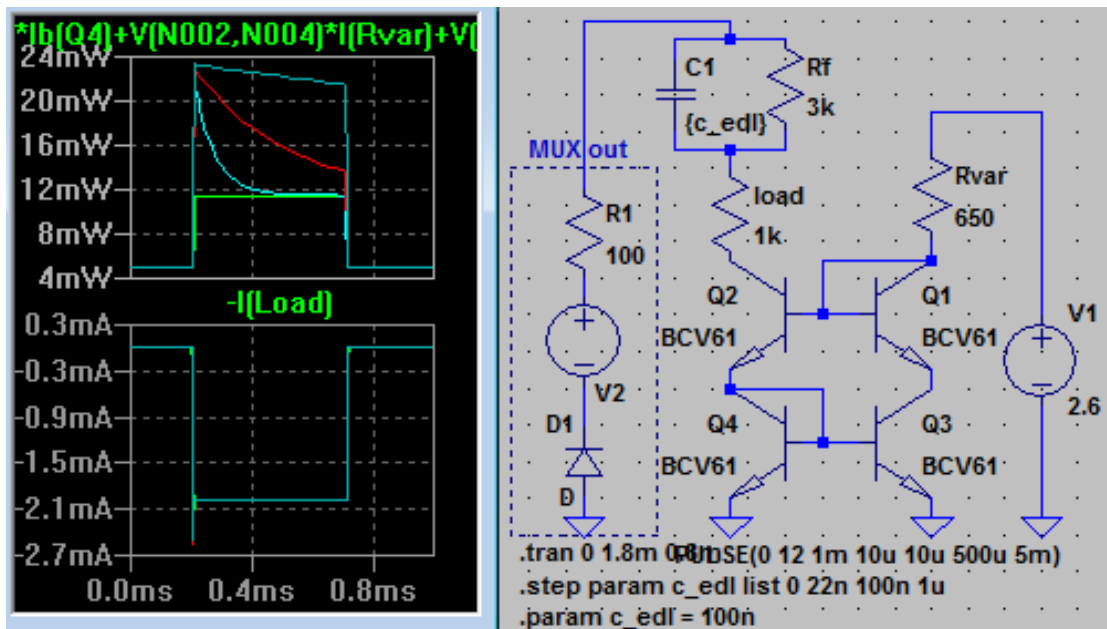 *Ib(Q4)+V(N002,N004)*I(Rvar)+V(
24mW
20mW
16mW
12mW
8mW
4mW
-I(Load)
0.3mA
-0.3mA
-0.9mA
-1.5mA
-2.1mA
-2.7mA
0.0ms 0.4ms 0.8ms
C1 Rf
3k
{c_edl}
MUX out
R1
100
load
1k
Rvar
650
Q2 Q1
BCV61 BCV61
V1
2.6
V2
D1
D
Q4 Q3
BCV61 BCV61
.tran 0 1.8m PULSE(0 12 1m 10u 10u 500u 5m)
.step param c_edl list 0 22n 100n 1u
.param c_edl = 100n